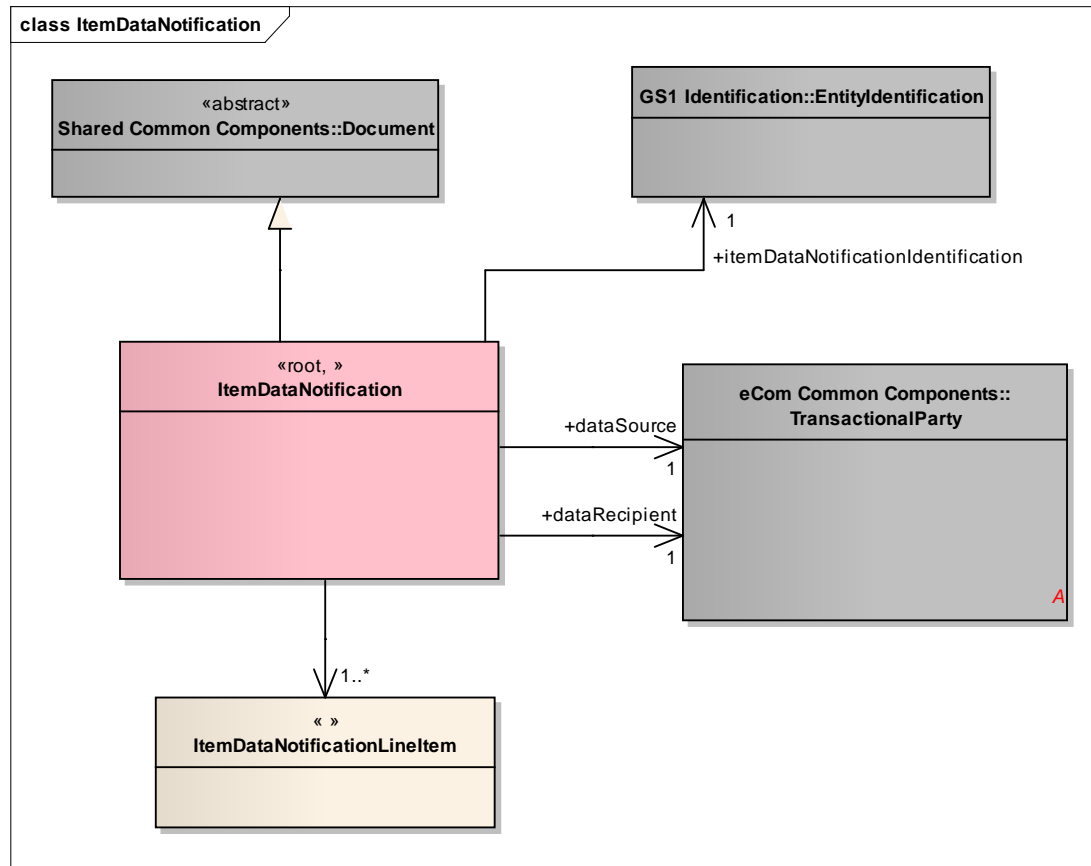 class ItemDataNotification
«abstract»
Shared Common Components::Document
GS1 Identification::EntityIdentification
1
+itemDataNotificationIdentification
«root, »
ItemDataNotification
eCom Common Components::
TransactionalParty
+dataSource
1
+dataRecipient
1
A
1..*
« »
ItemDataNotificationLineItem